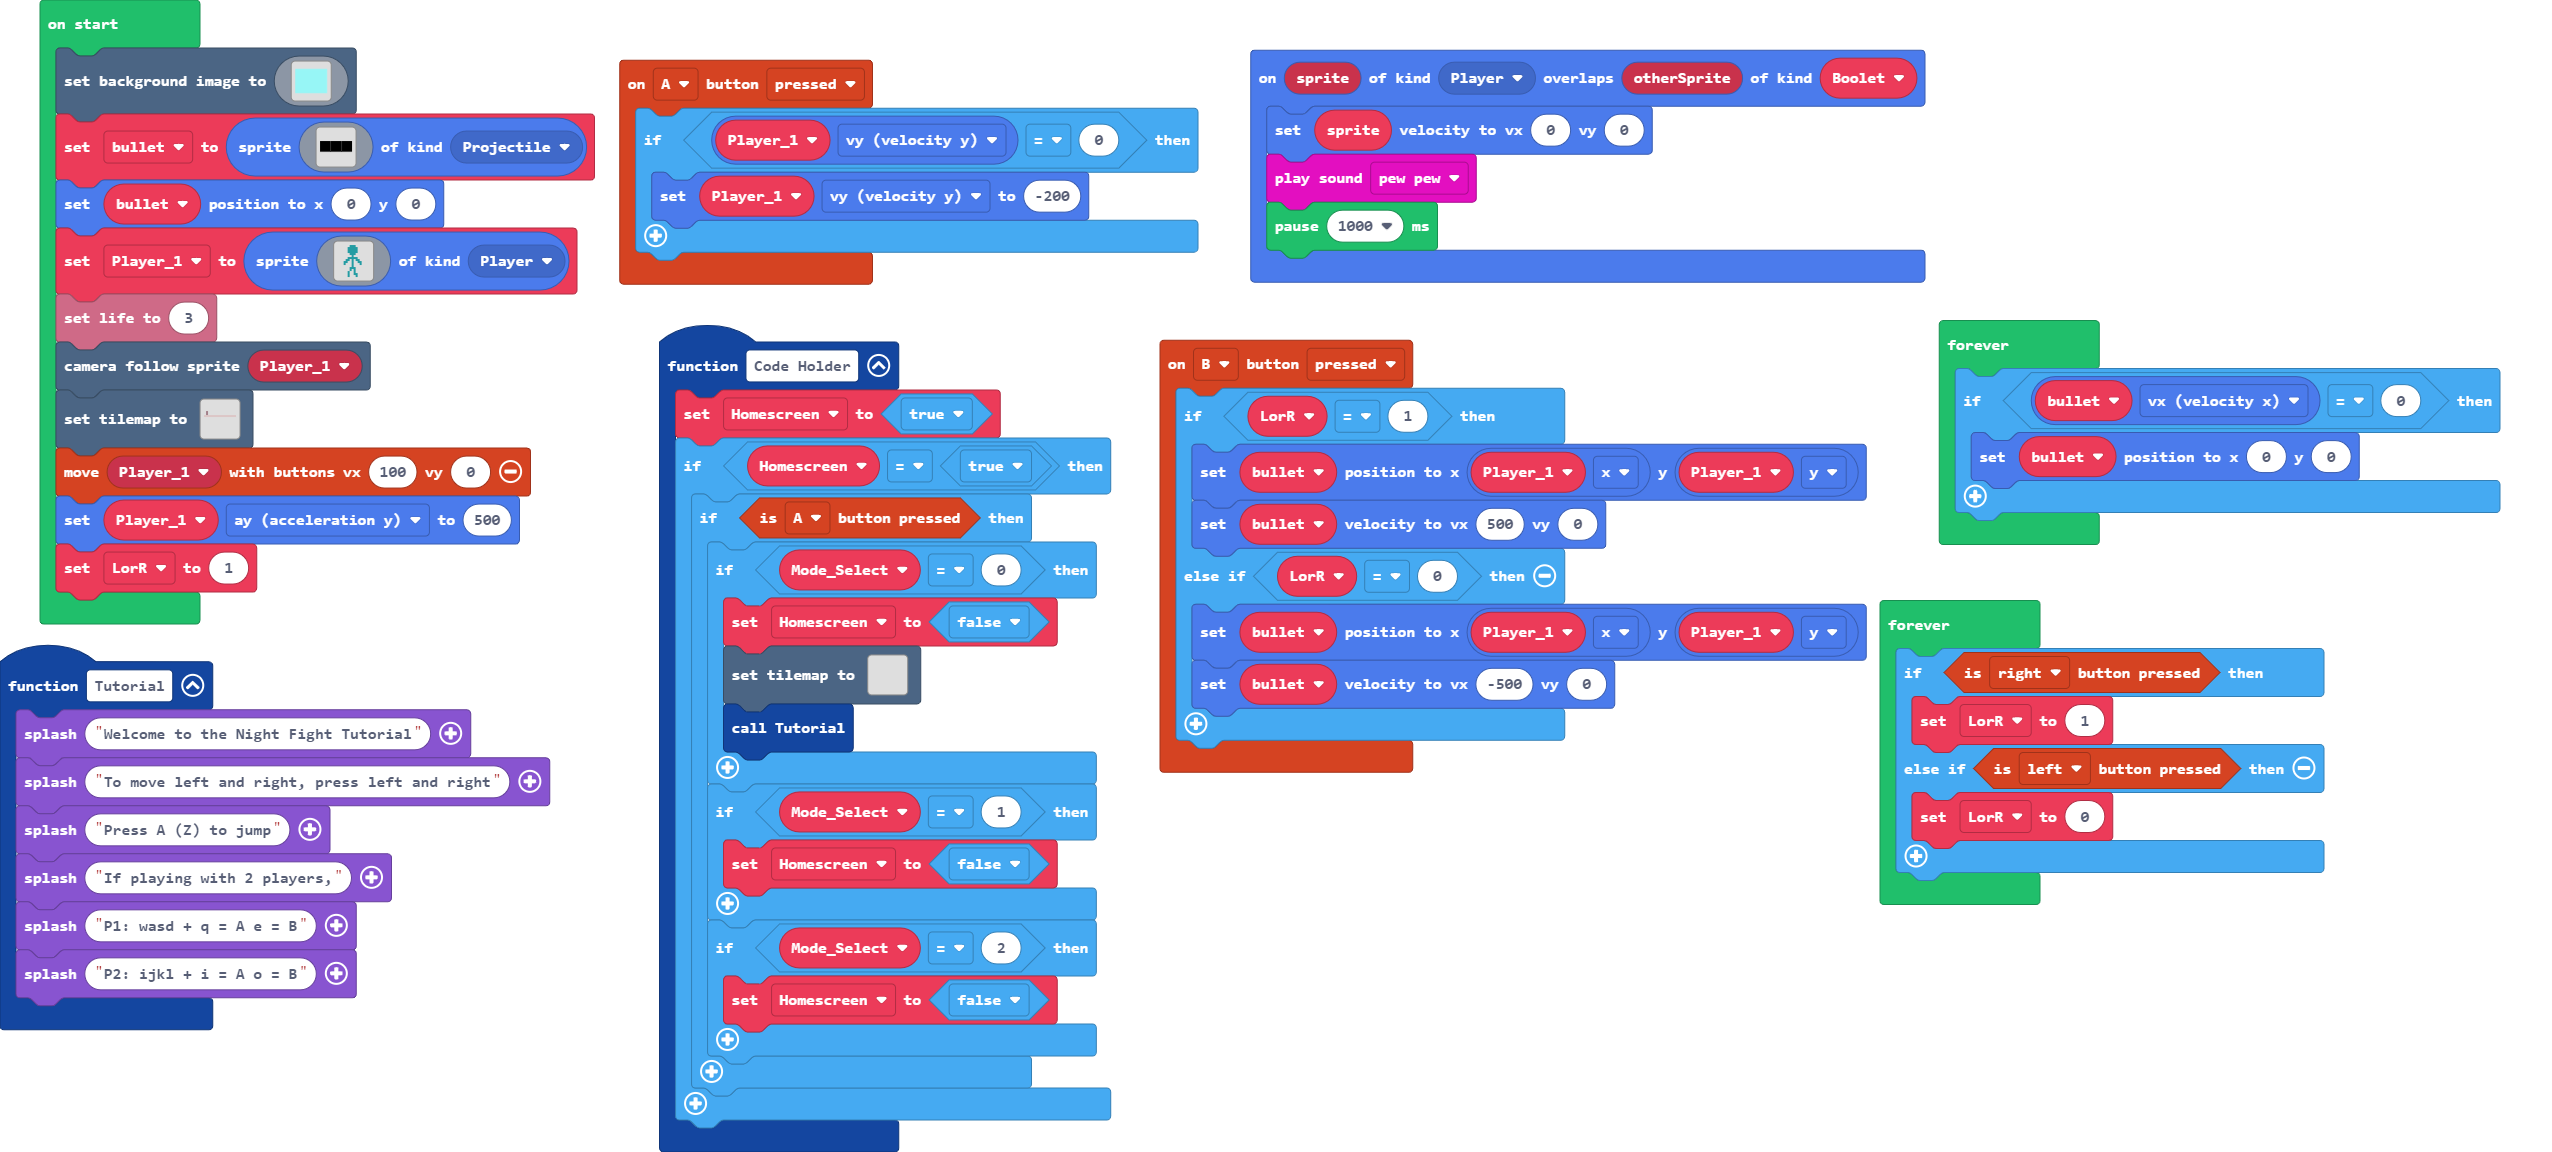 on start
set background image to
set bullet to sprite of kind Projectile
set bullet position to x 0 y 0
set Player_1 to sprite of kind Player
set life to 3
camera follow sprite Player_1
set tilemap to
move Player_1 with buttons vx 100 vy 0
set Player_1 ay (acceleration y) to 500
set LorR to 1
function Tutorial
splash "Welcome to the Night Fight Tutorial"
splash "To move left and right, press left and right"
splash "Press A (Z) to jump"
splash "If playing with 2 players,"
splash "P1: wasd + q = A e = B"
splash "P2: ijkl + i = A o = B"
on A button pressed
if Player_1 vy (velocity y) = 0 then
set Player_1 vy (velocity y) to -200
function Code Holder
set Homescreen to true
if Homescreen = true then
if is A button pressed then
if Mode_Select = 0 then
set Homescreen to false
set tilemap to
call Tutorial
if Mode_Select = 1 then
set Homescreen to false
if Mode_Select = 2 then
set Homescreen to false
on sprite of kind Player overlaps otherSprite of kind Boolet
set sprite velocity to vx 0 vy 0
play sound pew pew
pause 1000 ms
on B button pressed
if LorR = 1 then
set bullet position to x Player_1 x y Player_1 y
set bullet velocity to vx 500 vy 0
else if LorR = 0 then
set bullet position to x Player_1 x y Player_1 y
set bullet velocity to vx -500 vy 0
forever
if bullet vx (velocity x) = 0 then
set bullet position to x 0 y 0
forever
if is right button pressed then
set LorR to 1
else if is left button pressed then
set LorR to 0